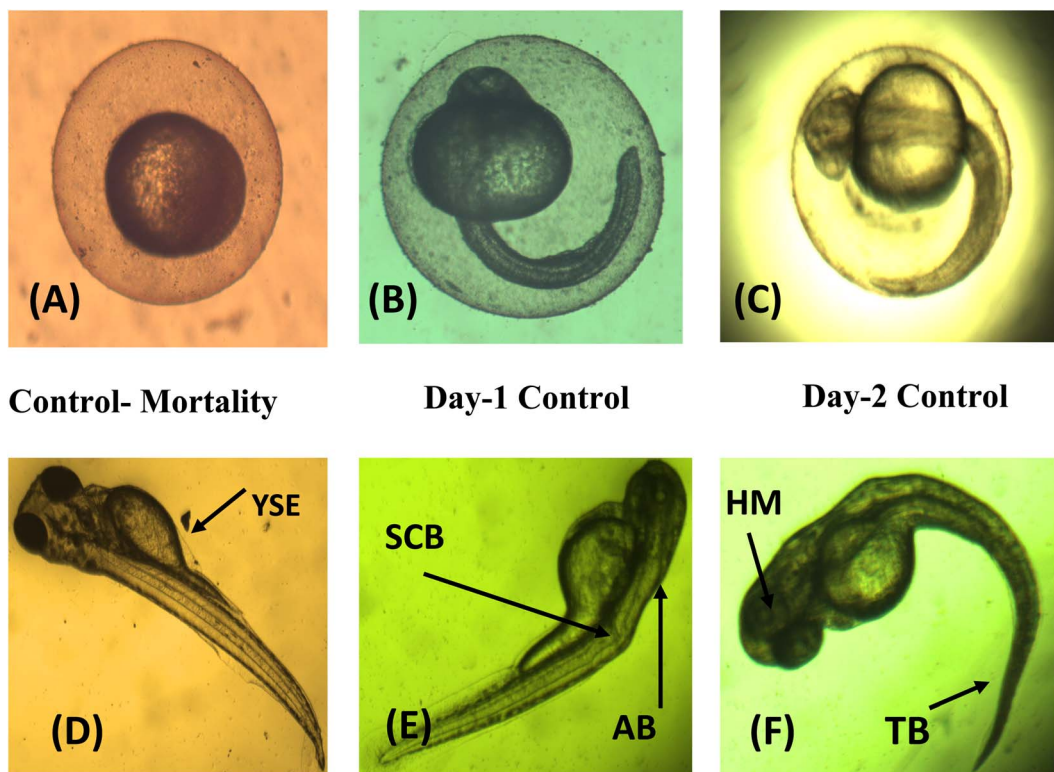 (A)
(B)
(C)
Control- Mortality
Day-1 Control
Day-2 Control
YSE
(D)
SCB
AB
(E)
HM
TB
(F)